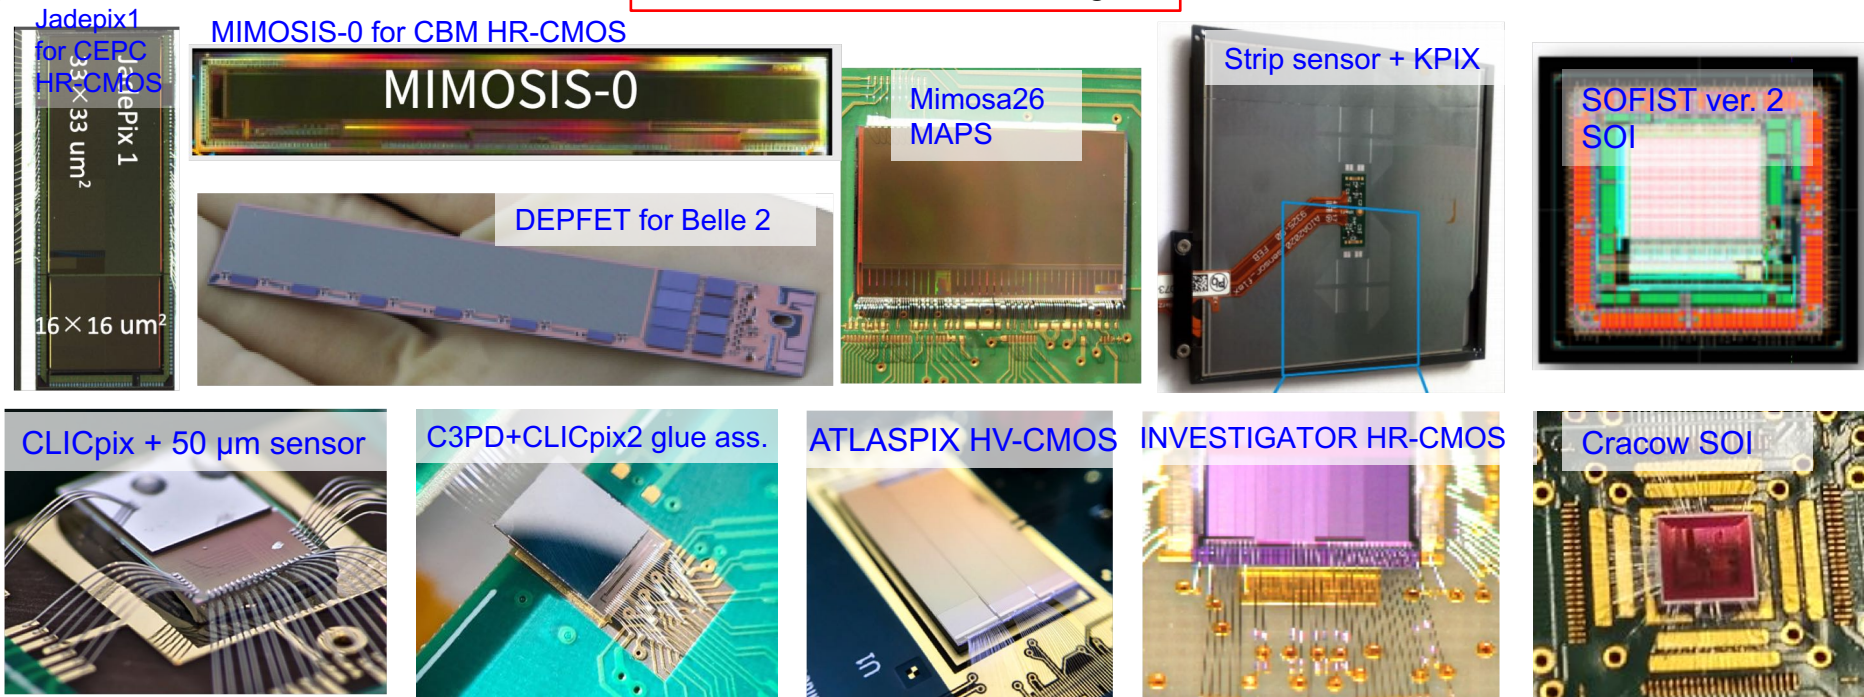 Jadepix1
for CEPC
HR-CMOS
JadePix 1
33×33 um²
16×16 um²
MIMOSIS-0 for CBM HR-CMOS
MIMOSIS-0
DEPFET for Belle 2
Mimosa26
MAPS
Strip sensor + KPIX
SOFIST ver. 2
SOI
CLICpix + 50 µm sensor
C3PD+CLICpix2 glue ass.
ATLASPIX HV-CMOS
INVESTIGATOR HR-CMOS
Cracow SOI